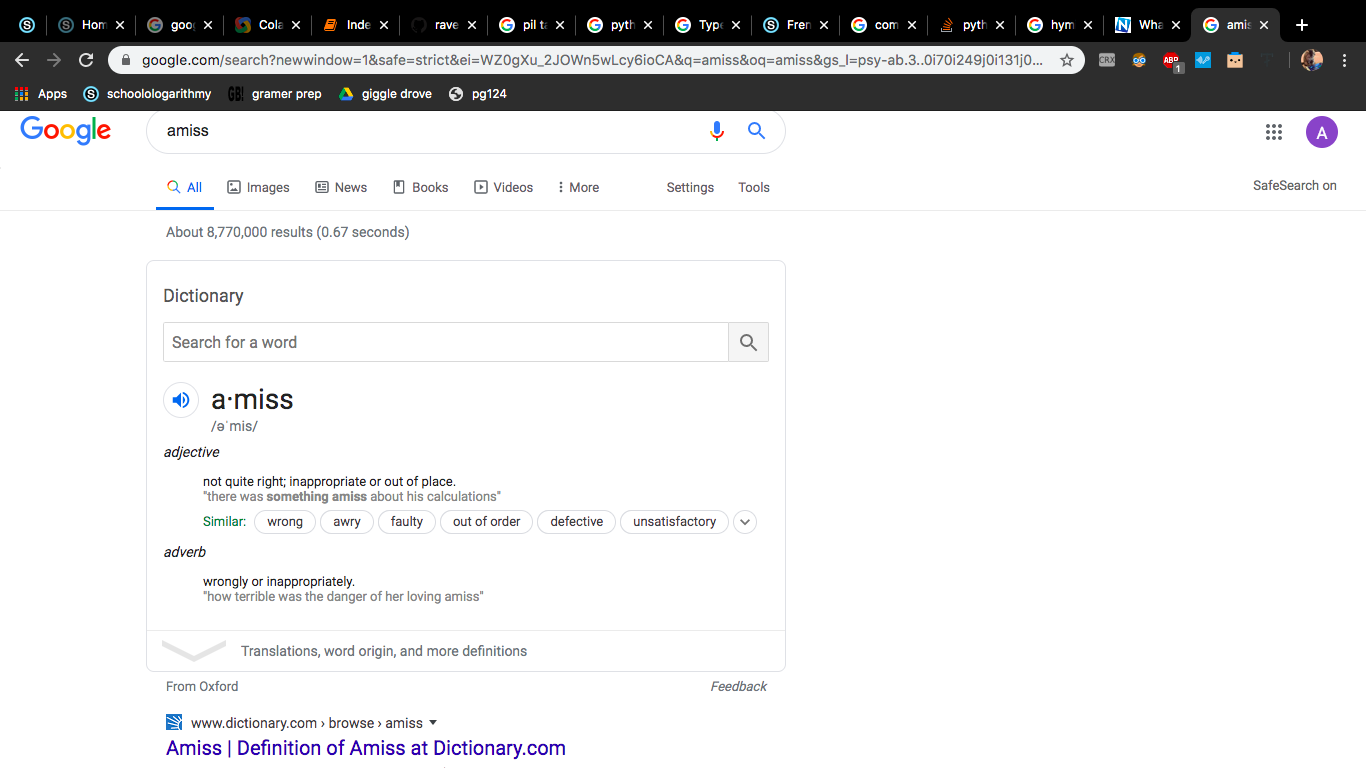 Hom goo Cola Inde rave pil ta pyth Type Fren com pyth hym Wha amis
google.com/search?newwindow=1&safe=strict&ei=WZ0gXu_2JOWn5wLcy6ioCA&q=amiss&oq=amiss&gs_l=psy-ab.3..0i70i249j0i131j0...
CRX ABP 1
Apps schoolologarithmy GB! gramer prep giggle drove pg124
Google amiss A
All Images News Books Videos More Settings Tools SafeSearch on
About 8,770,000 results (0.67 seconds)
Dictionary
Search for a word
a·miss
/əˈmis/
adjective
not quite right; inappropriate or out of place.
"there was something amiss about his calculations"
Similar: wrong awry faulty out of order defective unsatisfactory
adverb
wrongly or inappropriately.
"how terrible was the danger of her loving amiss"
Translations, word origin, and more definitions
From Oxford Feedback
www.dictionary.com › browse › amiss
Amiss | Definition of Amiss at Dictionary.com